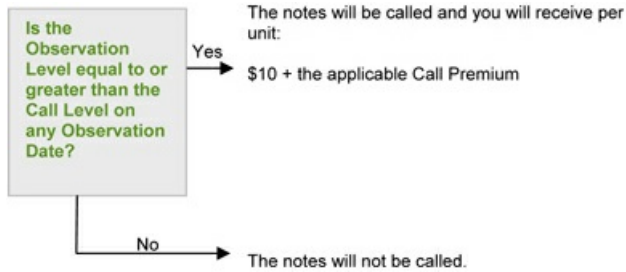 Is the
Observation
Level equal to or
greater than the
Call Level on
any Observation
Date?
Yes
The notes will be called and you will receive per
unit:
$10 + the applicable Call Premium
No
The notes will not be called.